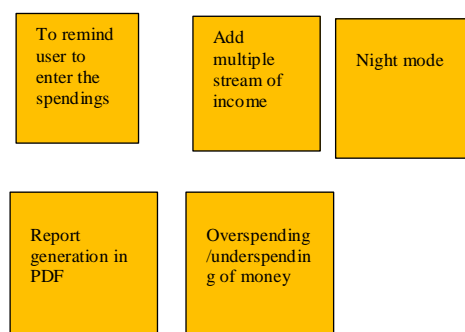 To remind
user to
enter the
spendings
Add
multiple
stream of
income
Night mode
Report
generation in
PDF
Overspending
/underspendin
g of money